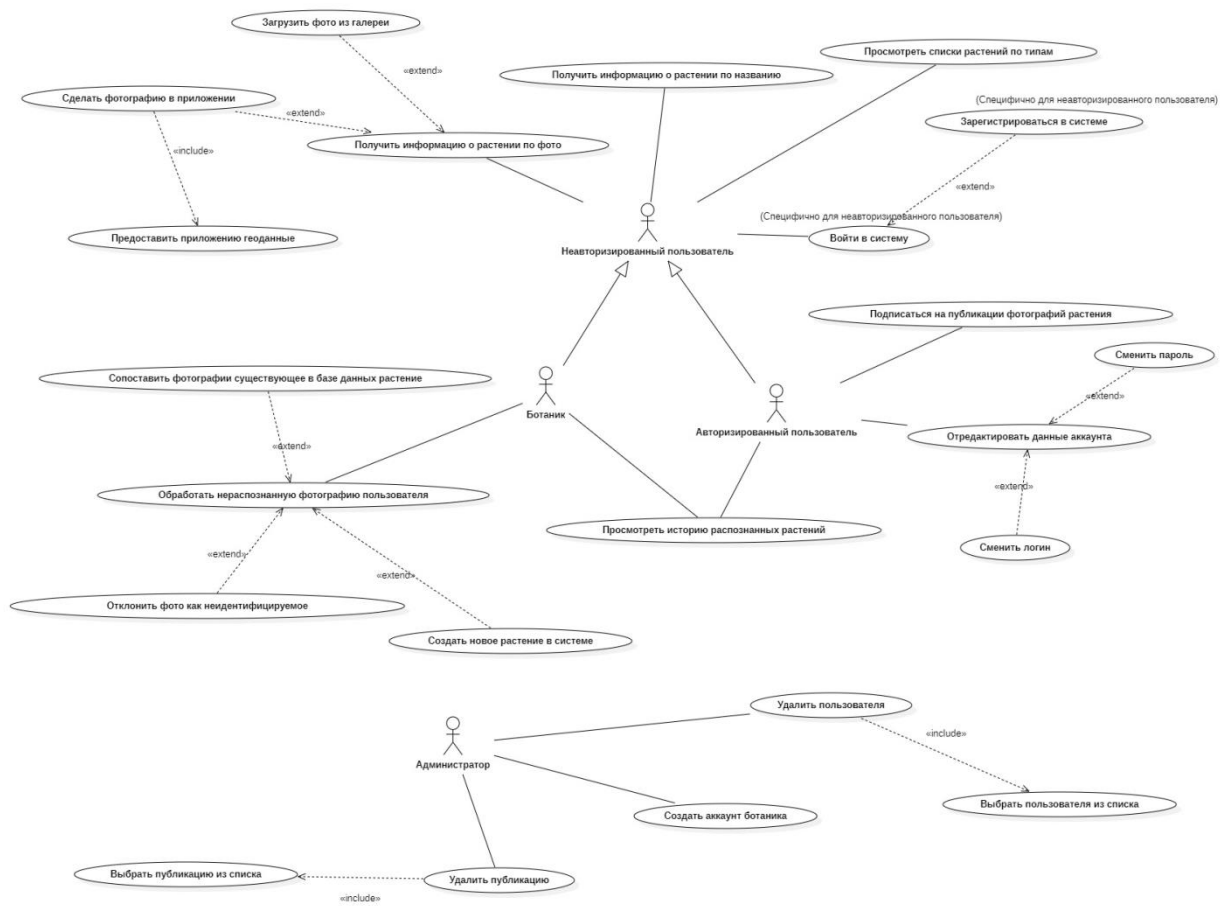 Загрузить фото из галереи
«extend»
Просмотреть списки растений по типам
Получить информацию о растении по названию
Сделать фотографию в приложении
«extend»
(Специфично для неавторизированного пользователя)
Зарегистрироваться в системе
Получить информацию о растении по фото
«include»
«extend»
(Специфично для неавторизированного пользователя)
Предоставить приложению геоданные
Войти в систему
Неавторизированный пользователь
Подписаться на публикации фотографий растения
Сменить пароль
Сопоставить фотографии существующее в базе данных растение
«extend»
Ботаник
Авторизированный пользователь
Отредактировать данные аккаунта
«extend»
«extend»
Обработать нераспознанную фотографию пользователя
Просмотреть историю распознанных растений
Сменить логин
«extend»
«extend»
Отклонить фото как неидентифицируемое
Создать новое растение в системе
Удалить пользователя
«include»
Администратор
Выбрать пользователя из списка
Создать аккаунт ботаника
Выбрать публикацию из списка
Удалить публикацию
«include»